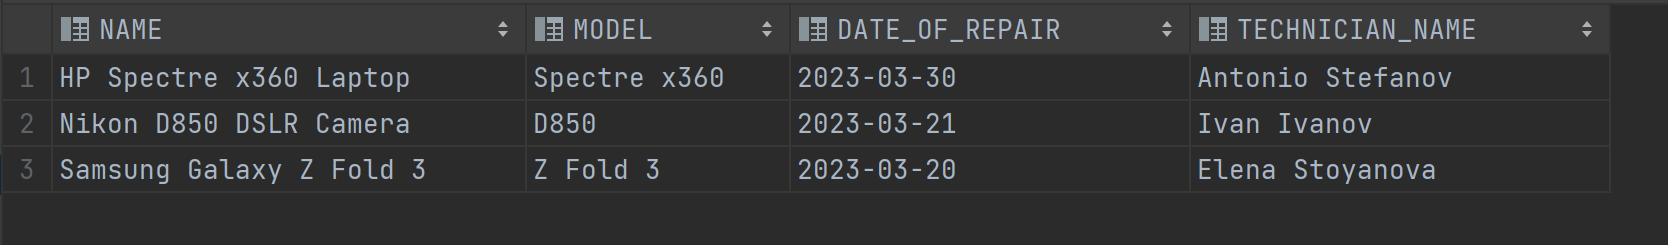 NAME MODEL DATE_OF_REPAIR TECHNICIAN_NAME
1 HP Spectre x360 Laptop Spectre x360 2023-03-30 Antonio Stefanov
2 Nikon D850 DSLR Camera D850 2023-03-21 Ivan Ivanov
3 Samsung Galaxy Z Fold 3 Z Fold 3 2023-03-20 Elena Stoyanova